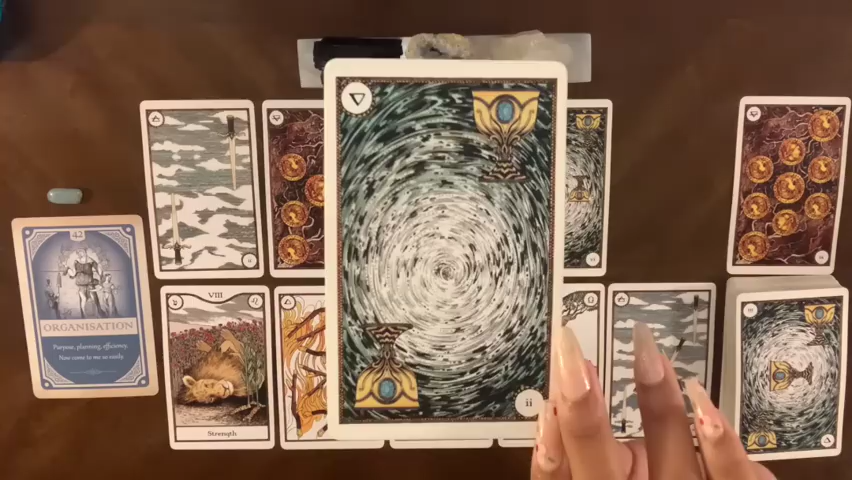 ii
42
ORGANISATION
Purpose, planning, efficiency
Now come to me so easily.
VIII
Strength